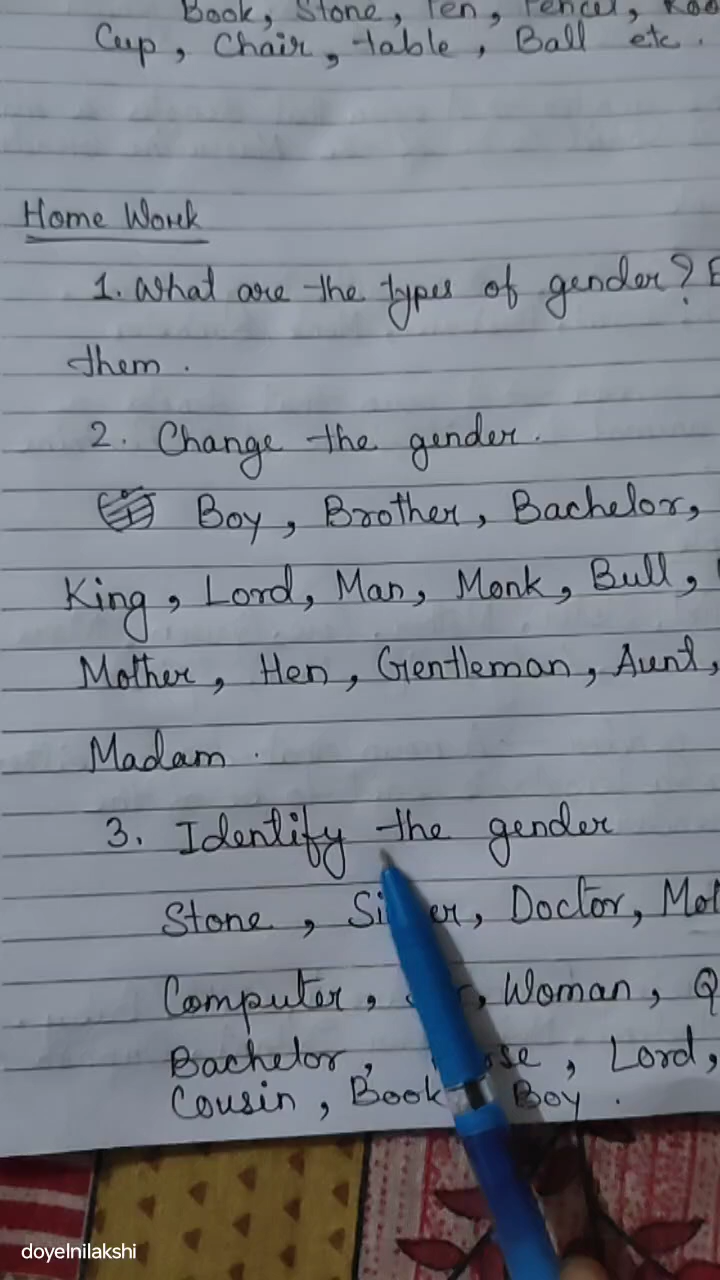 Book, Stone, Pen, Pencil,
Cup, Chair, table, Ball etc.
Home Work
1. What are the types of gender?
them.
2. Change the gender.
Boy, Brother, Bachelor,
King, Lord, Man, Monk, Bull,
Mother, Hen, Gentleman, Aunt,
Madam.
3. Identify the gender
Stone, Doctor,
Computer, Woman,
Bachelor, Lord,
Cousin, Book Boy.
doyelnilakshi